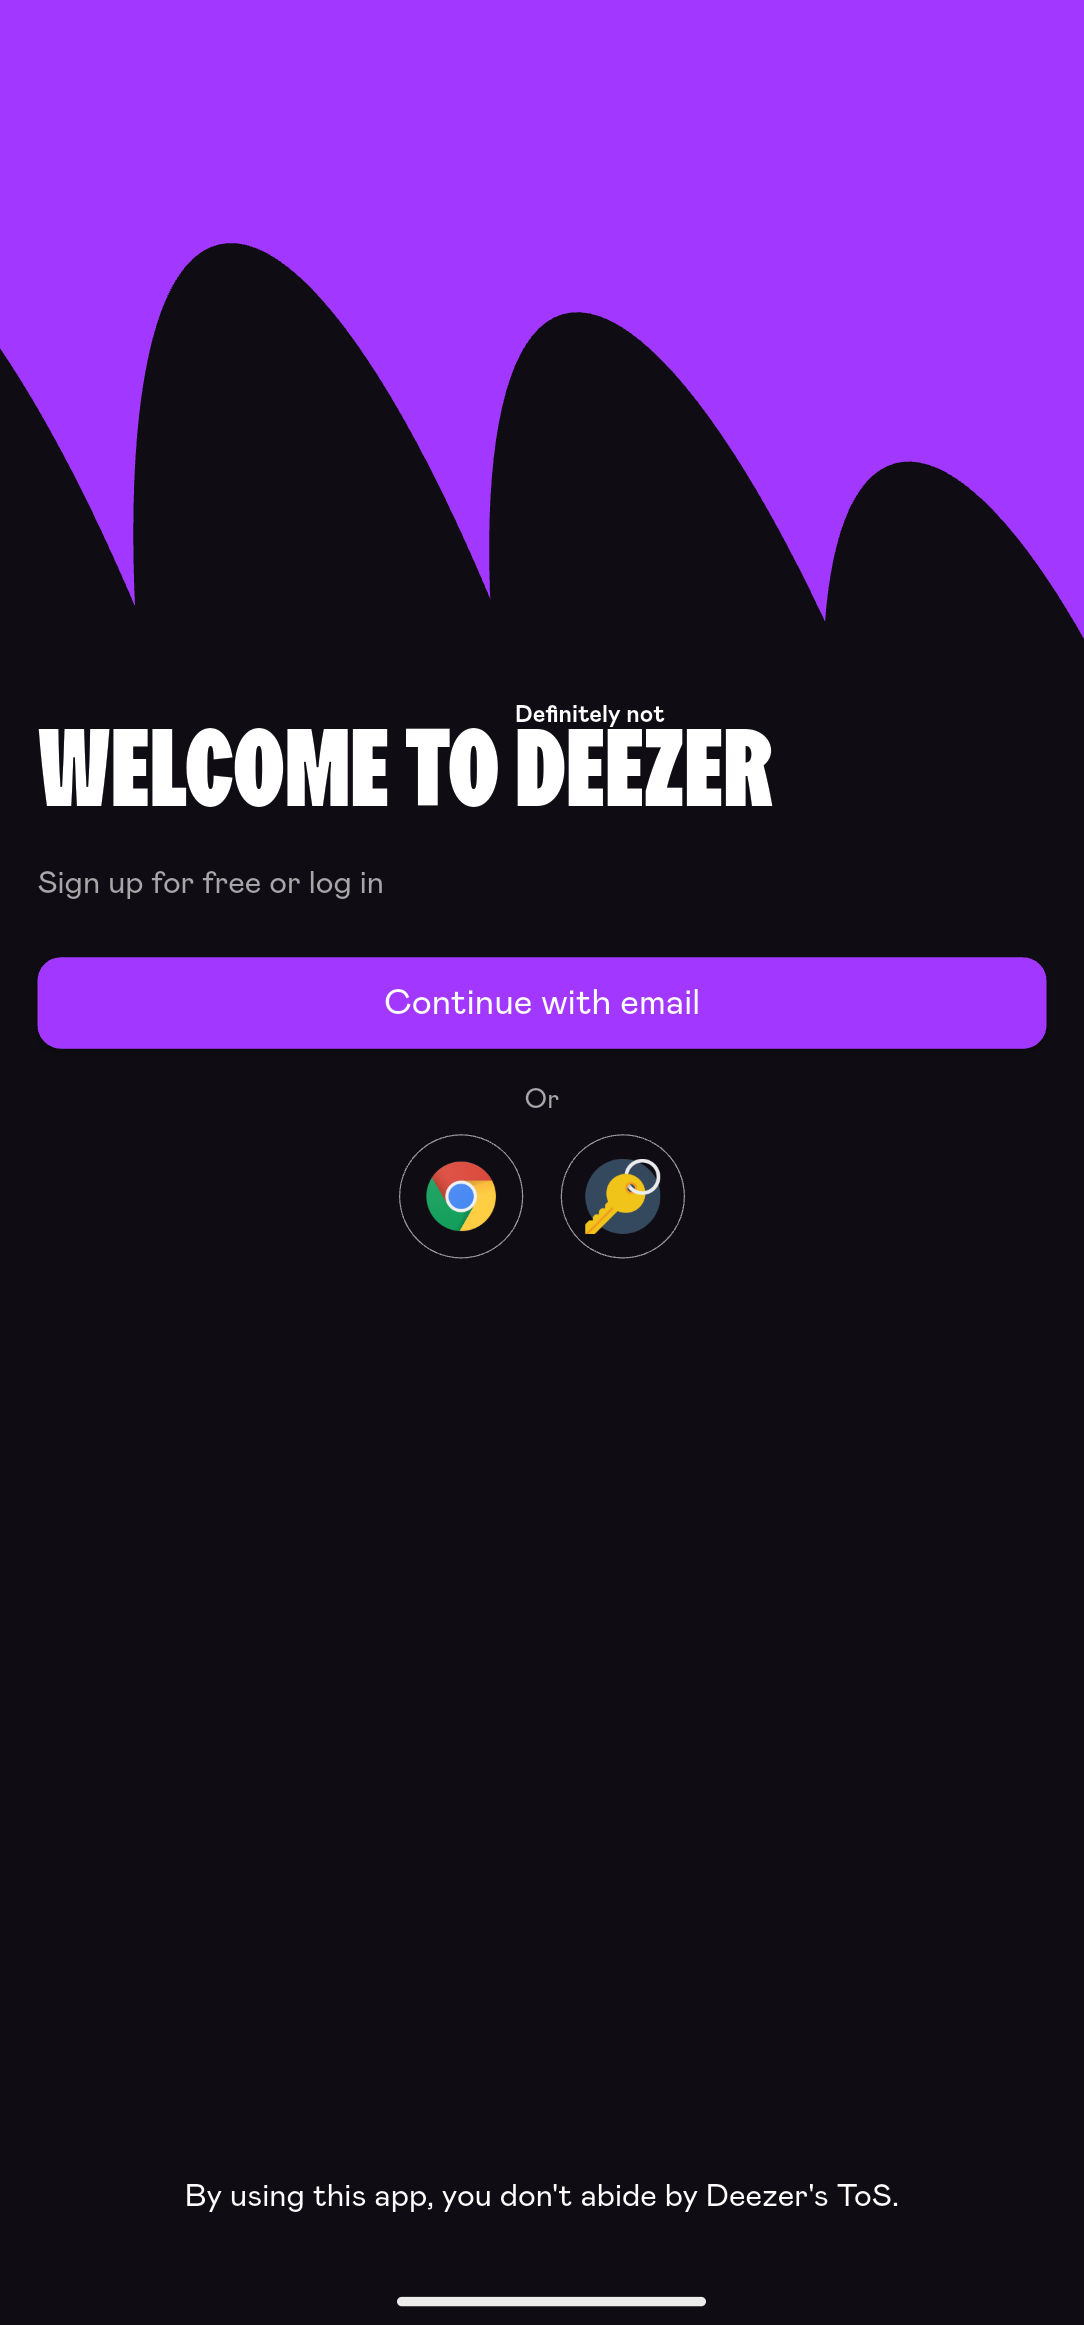 Definitely not
WELCOME TO DEEZER
Sign up for free or log in
Continue with email
Or
By using this app, you don't abide by Deezer's ToS.